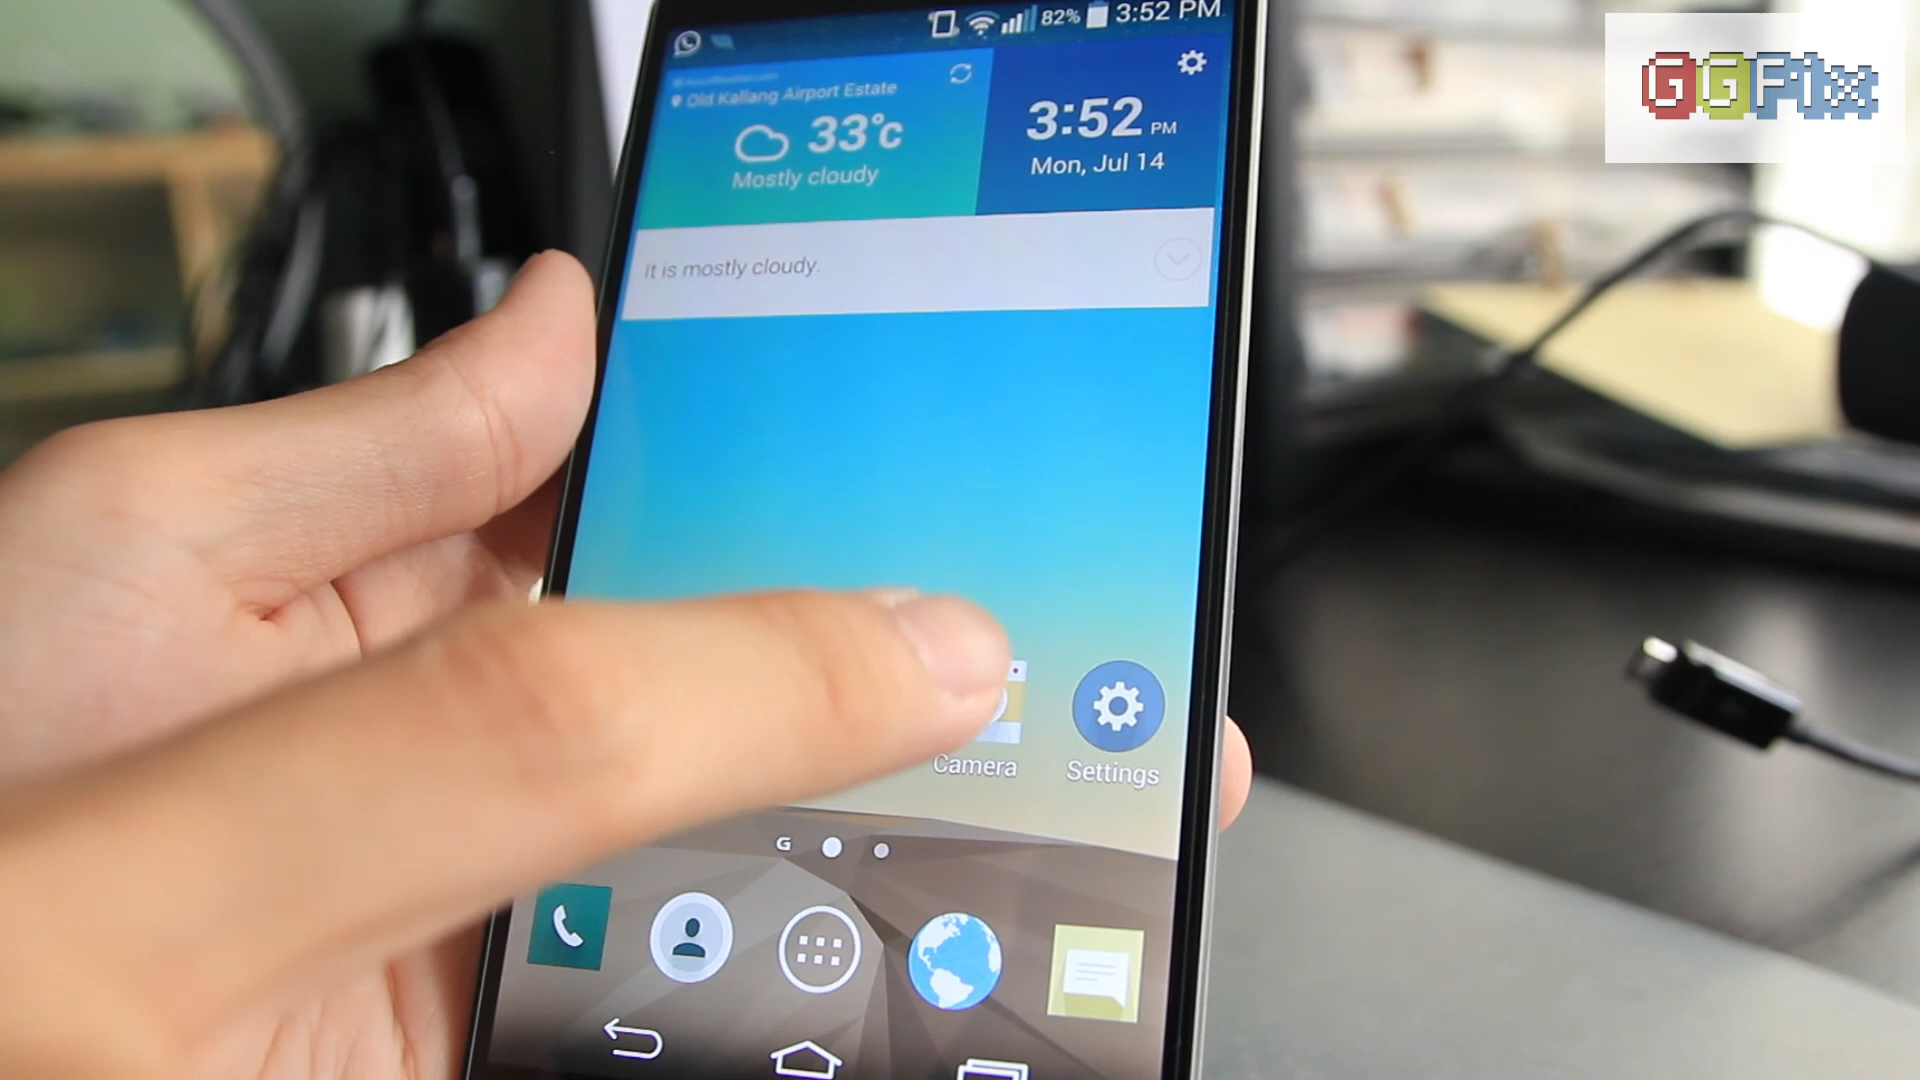 82% 3:52 PM
GGFix
Old Kallang Airport Estate
33°C
Mostly cloudy
3:52 PM
Mon, Jul 14
It is mostly cloudy.
Camera
Settings
G